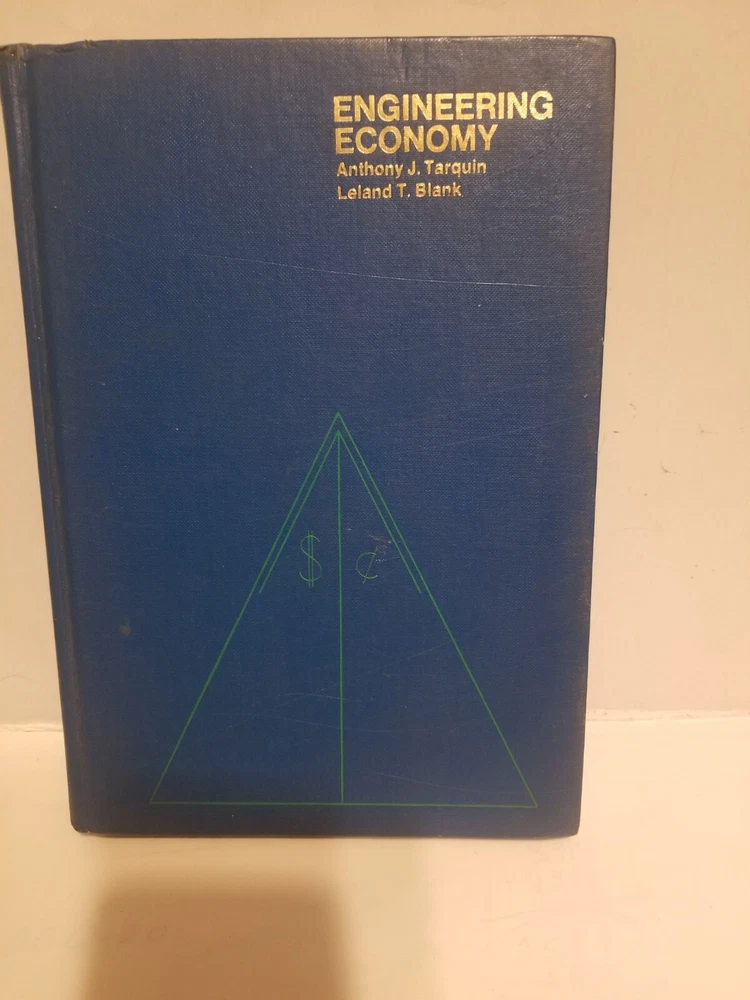 ENGINEERING
ECONOMY
Anthony J. Tarquin
Leland T. Blank
$ ¢